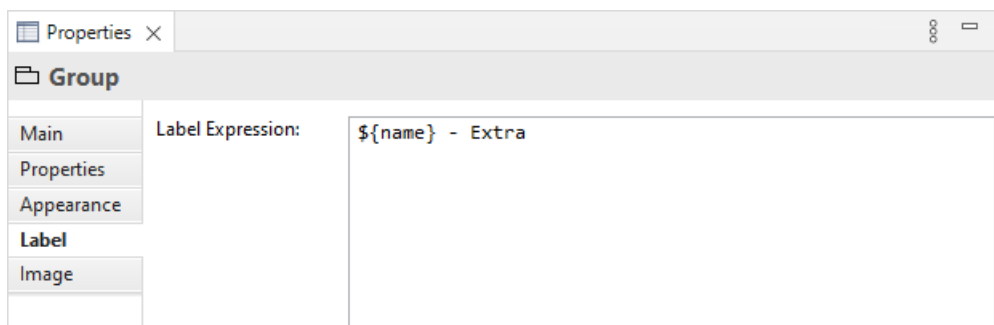 Properties
Group
Main
Label Expression:
${name} - Extra
Properties
Appearance
Label
Image